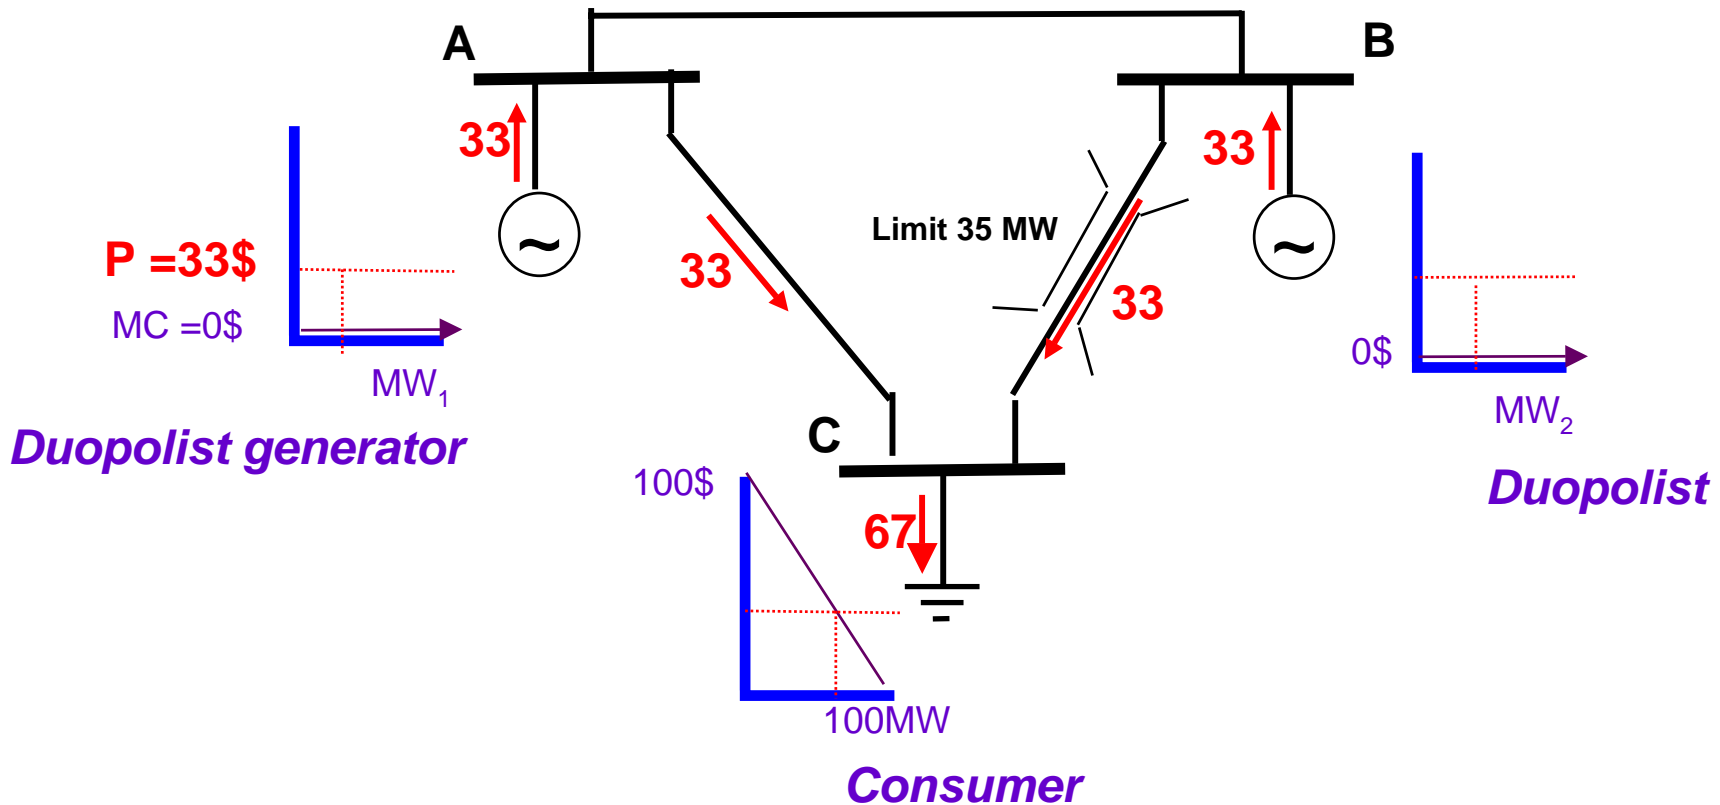 A
B
33
33
Limit 35 MW
P =33$
33
33
MC =0$
0$
MW1
MW2
Duopolist generator
C
100$
Duopolist
67
100MW
Consumer
~
~